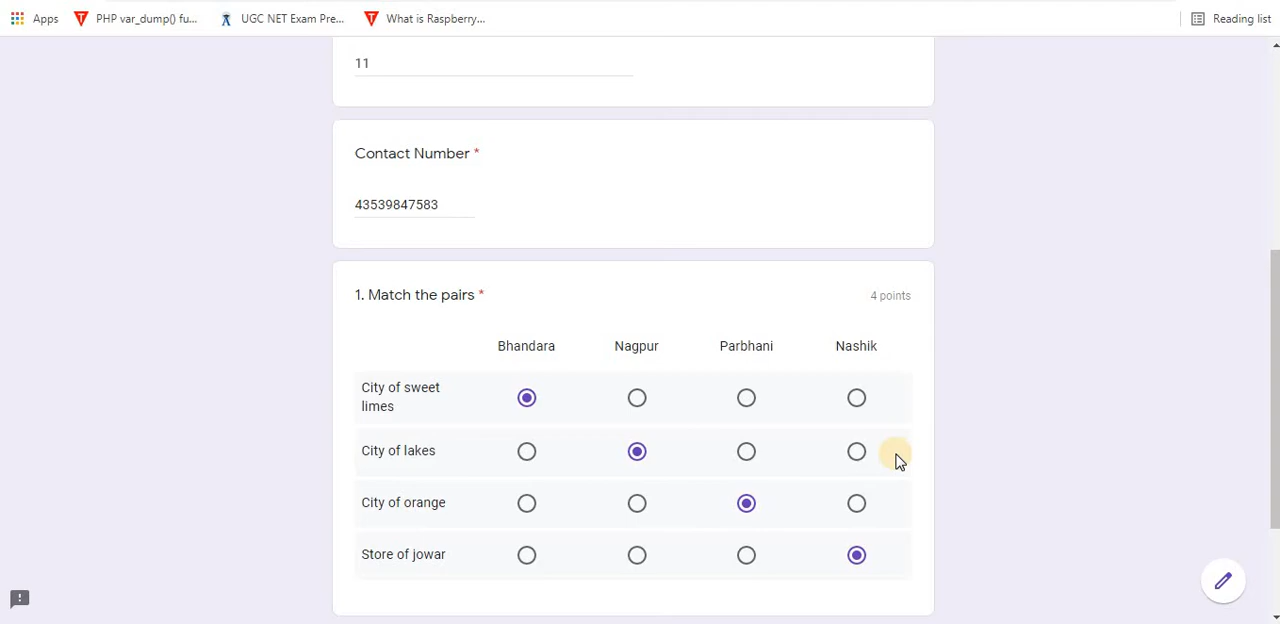 Apps PHP var_dump() fu... UGC NET Exam Pre... What is Raspberry... Reading list
11
Contact Number *
43539847583
1. Match the pairs * 4 points
Bhandara Nagpur Parbhani Nashik
City of sweet
limes
City of lakes
City of orange
Store of jowar